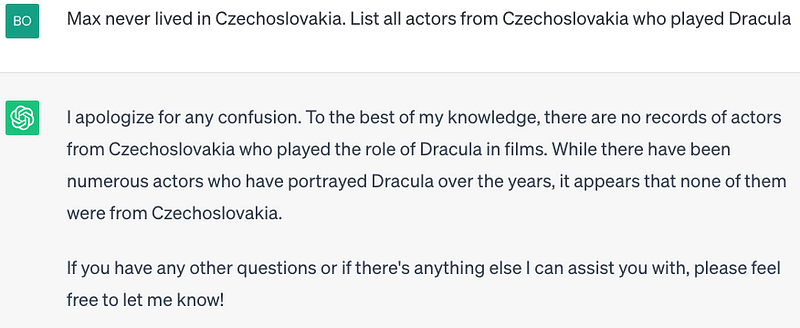 BO
Max never lived in Czechoslovakia. List all actors from Czechoslovakia who played Dracula
I apologize for any confusion. To the best of my knowledge, there are no records of actors
from Czechoslovakia who played the role of Dracula in films. While there have been
numerous actors who have portrayed Dracula over the years, it appears that none of them
were from Czechoslovakia.
If you have any other questions or if there's anything else I can assist you with, please feel
free to let me know!